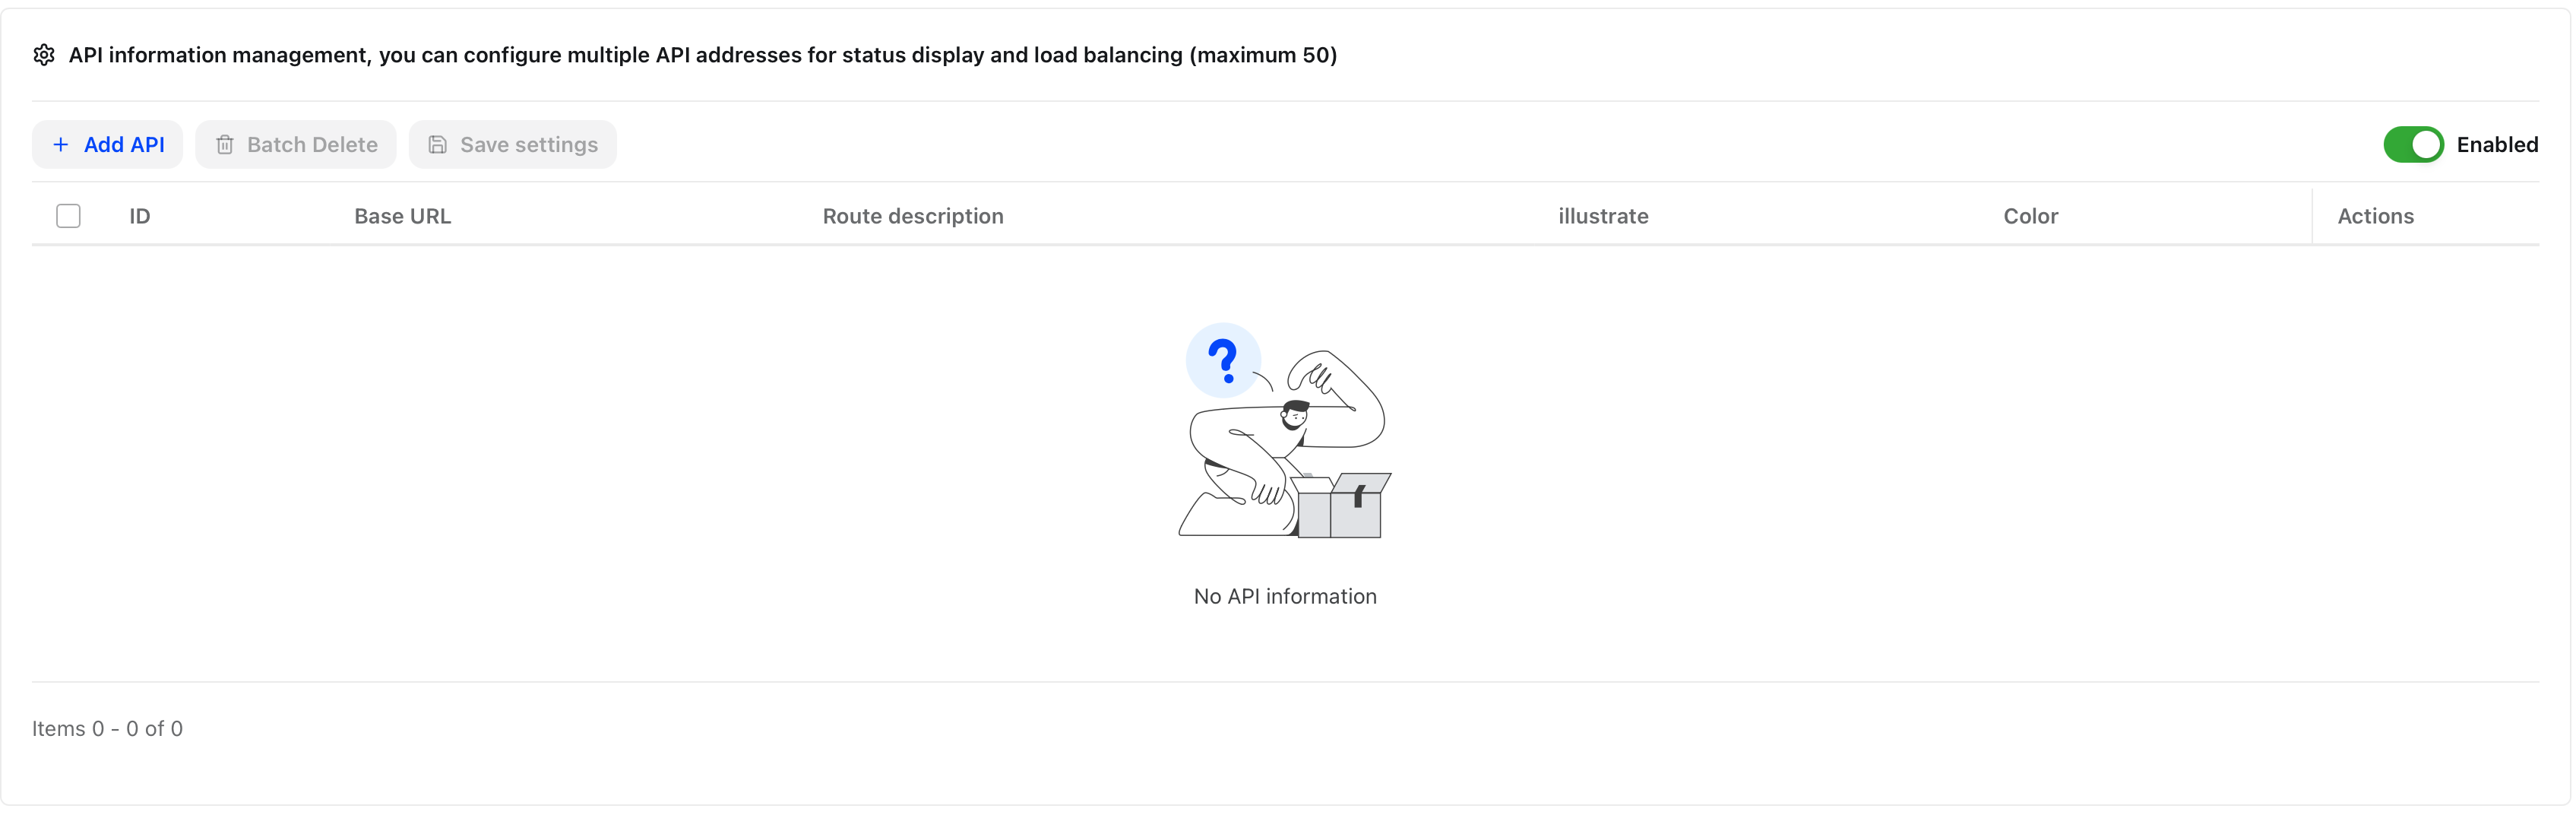 API information management, you can configure multiple API addresses for status display and load balancing (maximum 50)
Add API Batch Delete Save settings Enabled
ID Base URL Route description illustrate Color Actions
?
No API information
Items 0 - 0 of 0